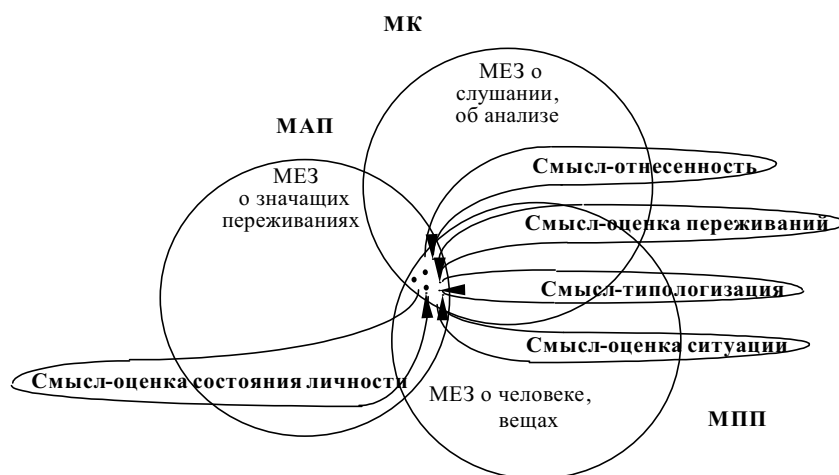 МК
МЕЗ о
слушании,
об анализе
МАП
МЕЗ
о значащих
переживаниях
Смысл-отнесенность
Смысл-оценка переживаний
Смысл-типологизация
Смысл-оценка ситуации
Смысл-оценка состояния личности
МЕЗ о человеке,
вещах
МПП